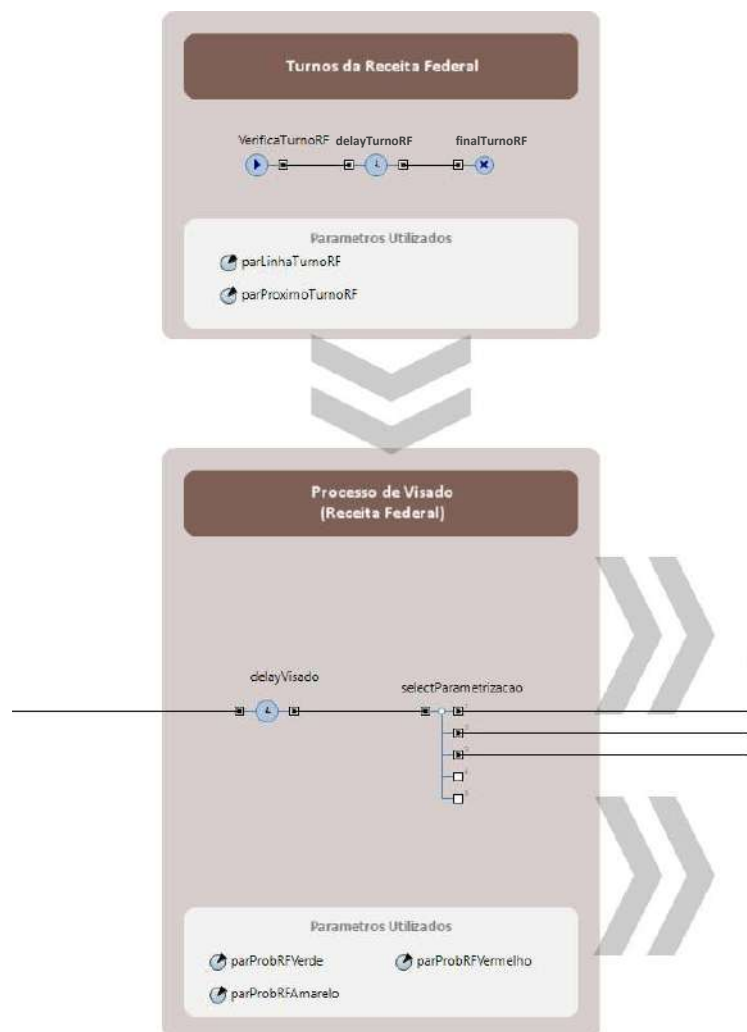 Turnos da Receita Federal
VerificaTurnoRF delayTurnoRF finalTurnoRF
Parametros Utilizados
parLinhaTurnoRF
parProximoTurnoRF
Processo de Visado
(Receita Federal)
delayVisado
selectParametrizacao
Parametros Utilizados
parProbRFVerde parProbRFVermelho
parProbRFAmarelo